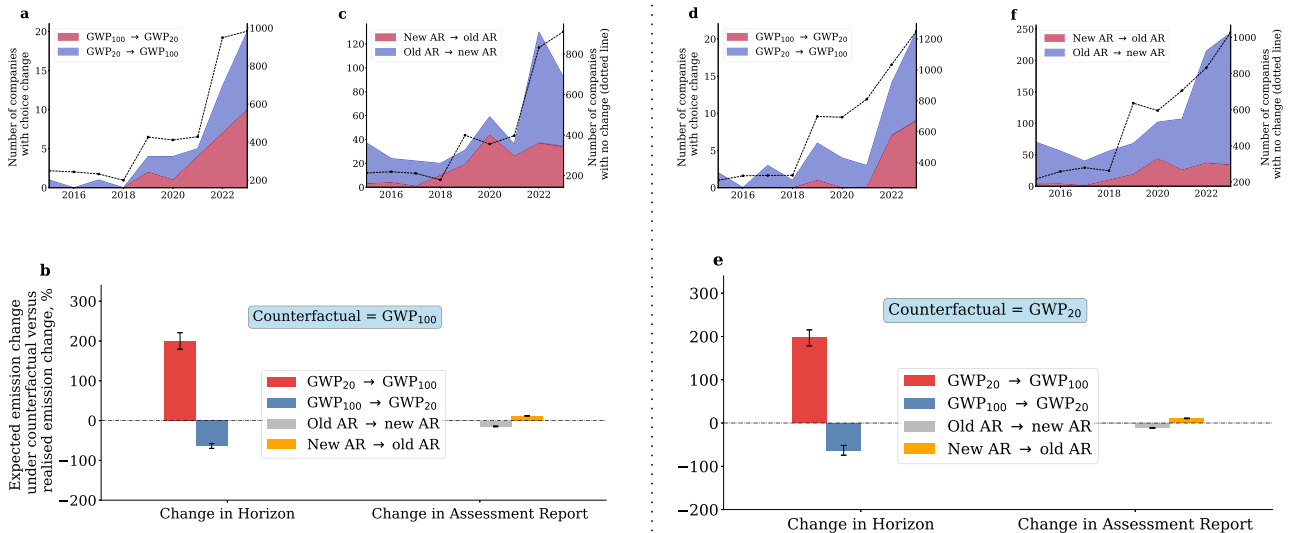 a
20
15
10
5
0
Number of companies
with choice change
GWP₁₀₀ → GWP₂₀
GWP₂₀ → GWP₁₀₀
1000
800
600
400
200
2016 2018 2020 2022
c
120
100
80
60
40
20
0
New AR → old AR
Old AR → new AR
800
600
400
200
Number of companies
with no change (dotted line)
2016 2018 2020 2022
d
20
15
10
5
0
Number of companies
with choice change
GWP₁₀₀ → GWP₂₀
GWP₂₀ → GWP₁₀₀
1200
1000
800
600
400
2016 2018 2020 2022
f
250
200
150
100
50
0
New AR → old AR
Old AR → new AR
1000
800
600
400
200
Number of companies
with no change (dotted line)
2016 2018 2020 2022
b
Expected emission change
under counterfactual versus
realised emission change, %
300
200
100
0
−100
−200
Counterfactual = GWP₁₀₀
GWP₂₀ → GWP₁₀₀
GWP₁₀₀ → GWP₂₀
Old AR → new AR
New AR → old AR
Change in Horizon
Change in Assessment Report
e
300
200
100
0
−100
−200
Counterfactual = GWP₂₀
GWP₂₀ → GWP₁₀₀
GWP₁₀₀ → GWP₂₀
Old AR → new AR
New AR → old AR
Change in Horizon
Change in Assessment Report